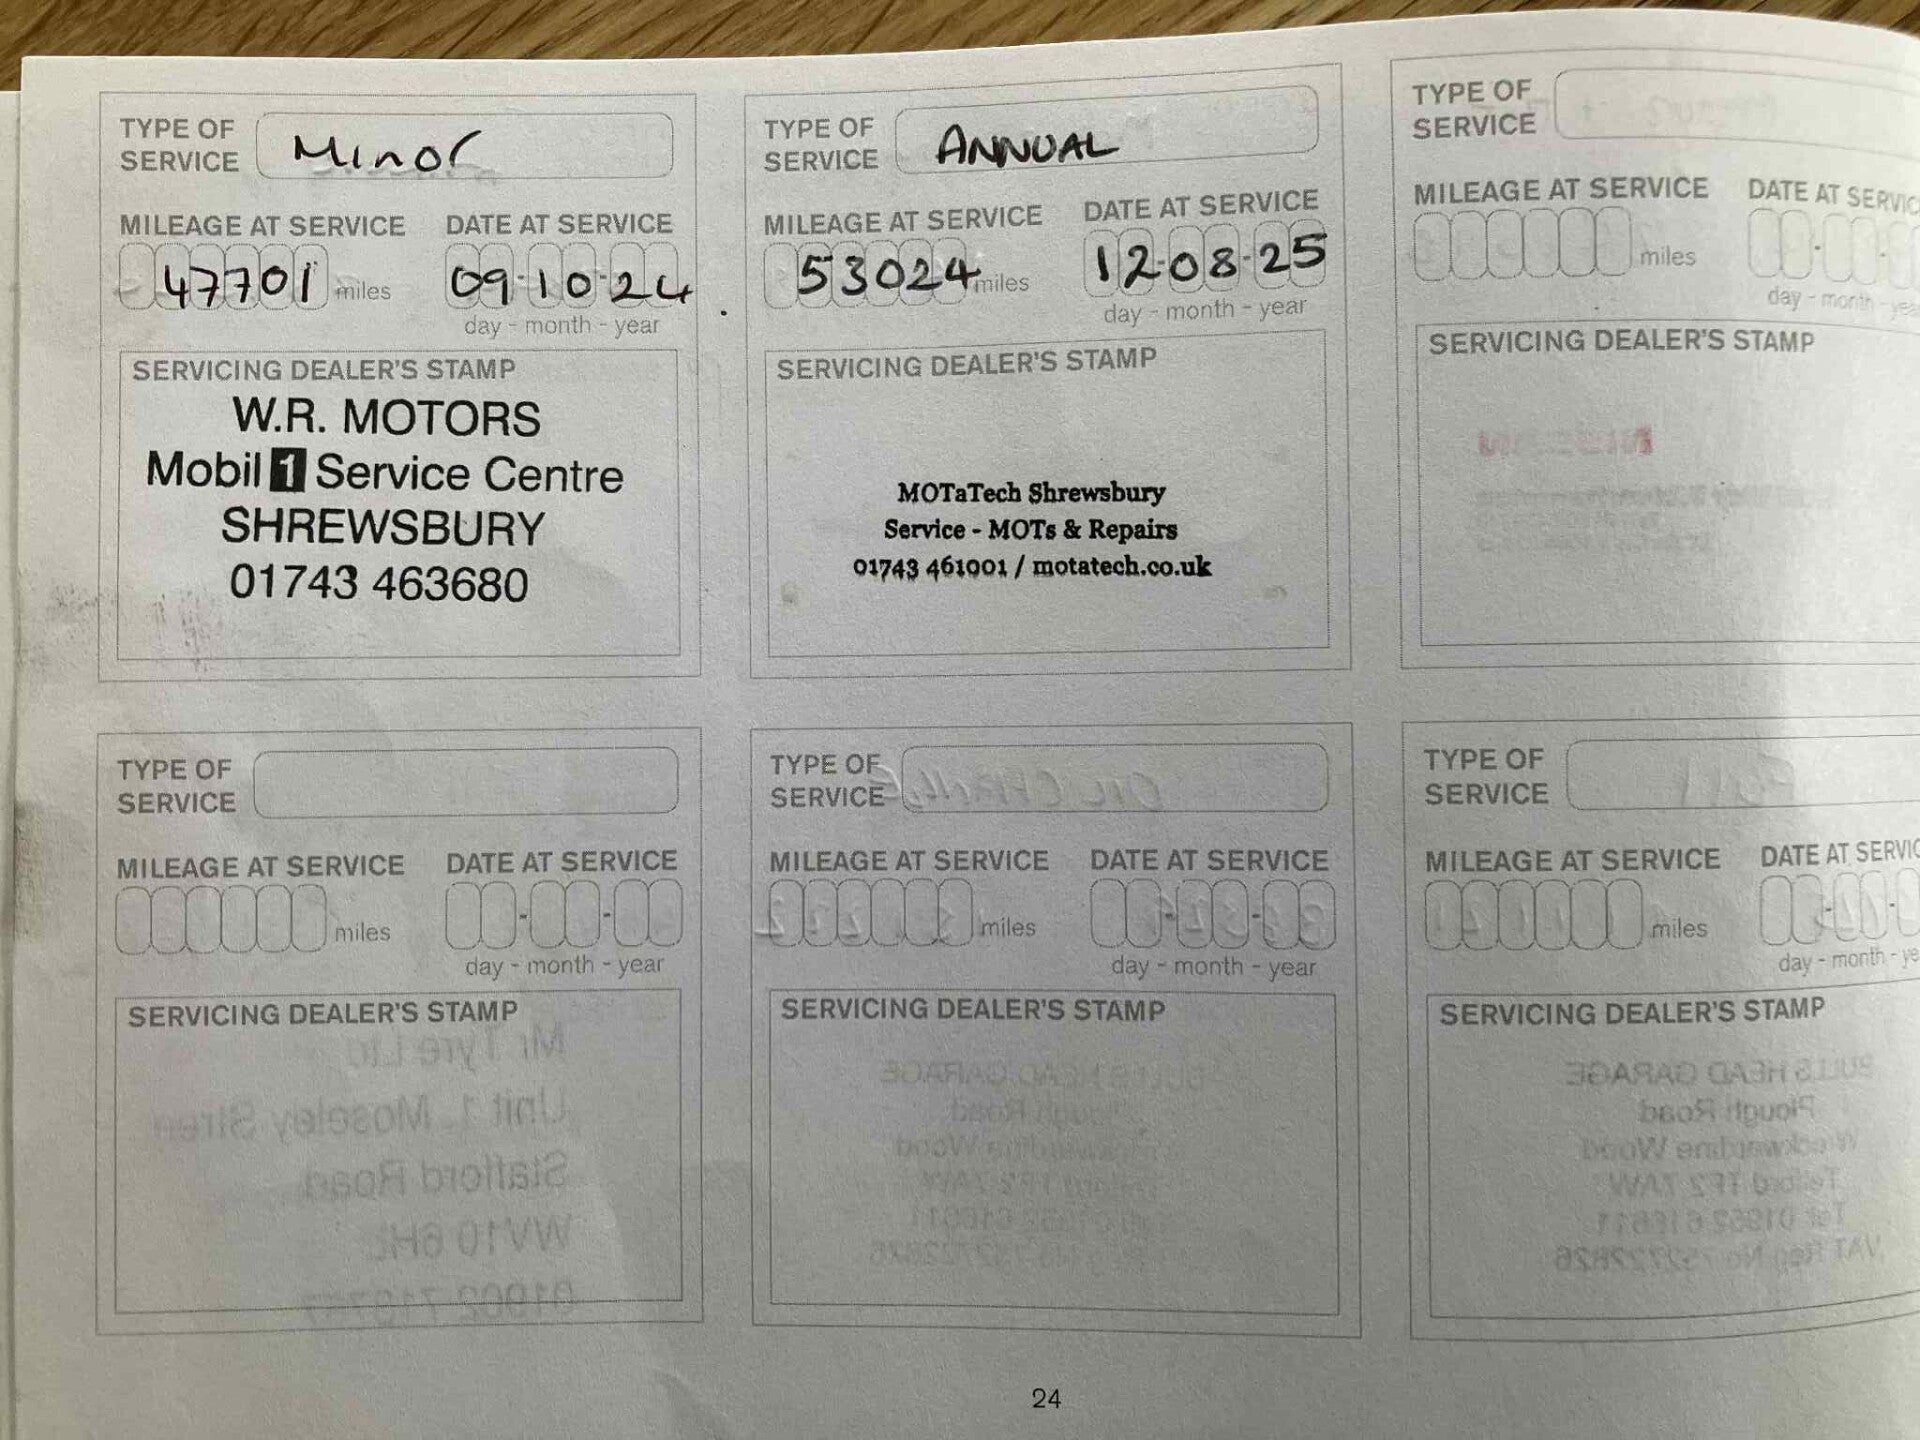 TYPE OF SERVICE Minor
MILEAGE AT SERVICE DATE AT SERVICE
47701 miles 09-10-24
day - month - year
SERVICING DEALER'S STAMP
W.R. MOTORS
Mobil 1 Service Centre
SHREWSBURY
01743 463680
TYPE OF SERVICE ANNUAL
MILEAGE AT SERVICE DATE AT SERVICE
53024 miles 12-08-25
day - month - year
SERVICING DEALER'S STAMP
MOTaTech Shrewsbury
Service - MOTs & Repairs
01743 461001 / motatech.co.uk
TYPE OF SERVICE
MILEAGE AT SERVICE DATE AT
miles
day - month
SERVICING DEALER'S STAMP
TYPE OF SERVICE
MILEAGE AT SERVICE DATE AT SERVICE
miles
day - month - year
SERVICING DEALER'S STAMP
TYPE OF SERVICE
MILEAGE AT SERVICE DATE AT SERVICE
miles
day - month - year
SERVICING DEALER'S STAMP
TYPE OF SERVICE
MILEAGE AT SERVICE DATE AT
miles
day - month
SERVICING DEALER'S STAMP
24